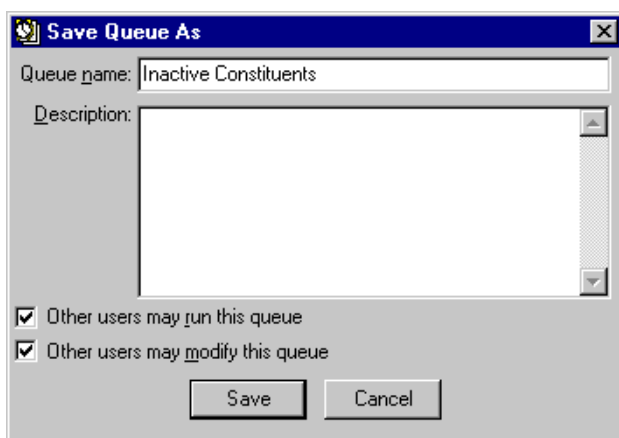 Save Queue As
Queue name: Inactive Constituents
Description:
Other users may run this queue
Other users may modify this queue
Save Cancel